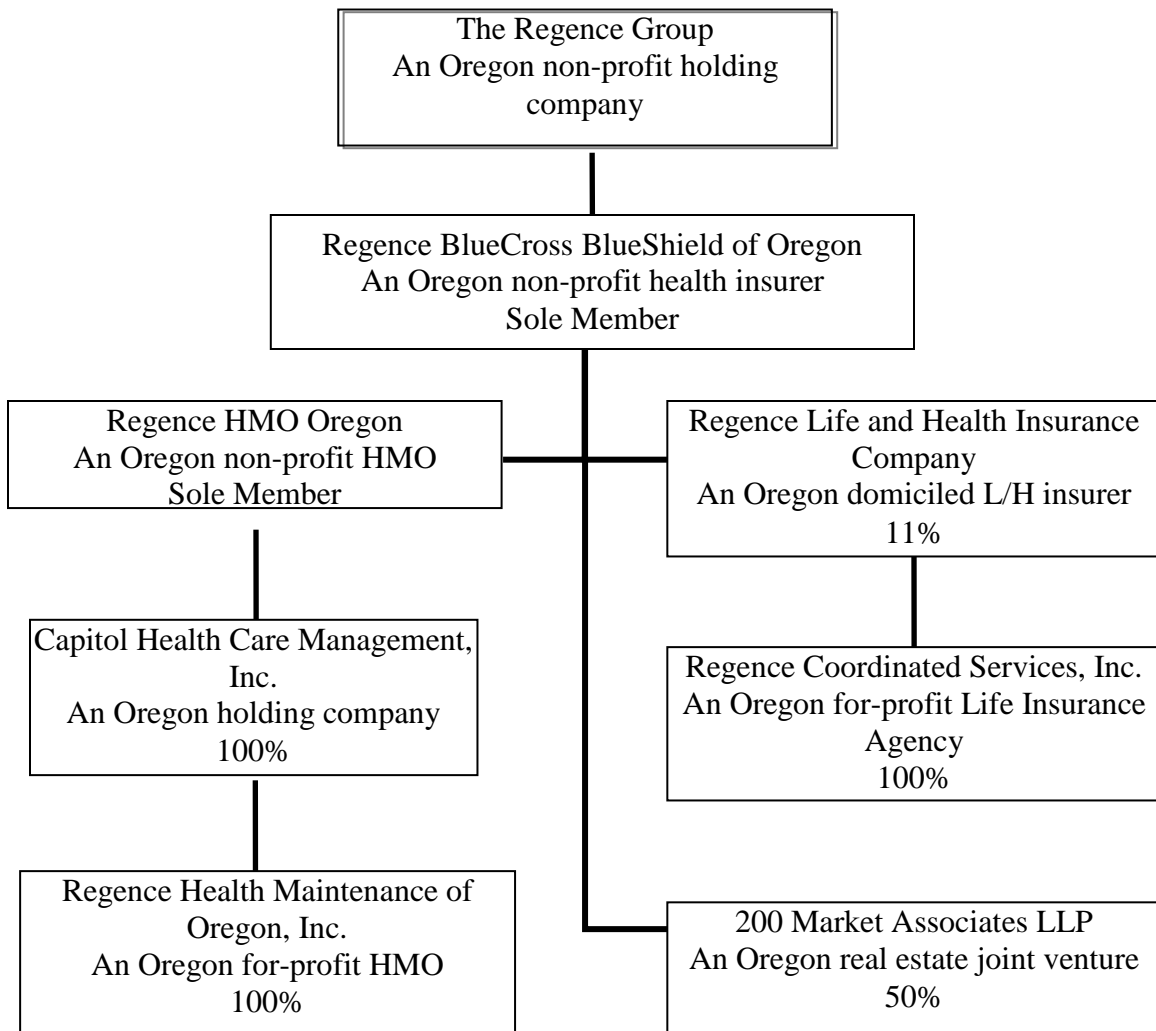 The Regence Group
An Oregon non-profit holding
company
Regence BlueCross BlueShield of Oregon
An Oregon non-profit health insurer
Sole Member
Regence HMO Oregon
An Oregon non-profit HMO
Sole Member
Regence Life and Health Insurance
Company
An Oregon domiciled L/H insurer
11%
Capitol Health Care Management,
Inc.
An Oregon holding company
100%
Regence Coordinated Services, Inc.
An Oregon for-profit Life Insurance
Agency
100%
Regence Health Maintenance of
Oregon, Inc.
An Oregon for-profit HMO
100%
200 Market Associates LLP
An Oregon real estate joint venture
50%